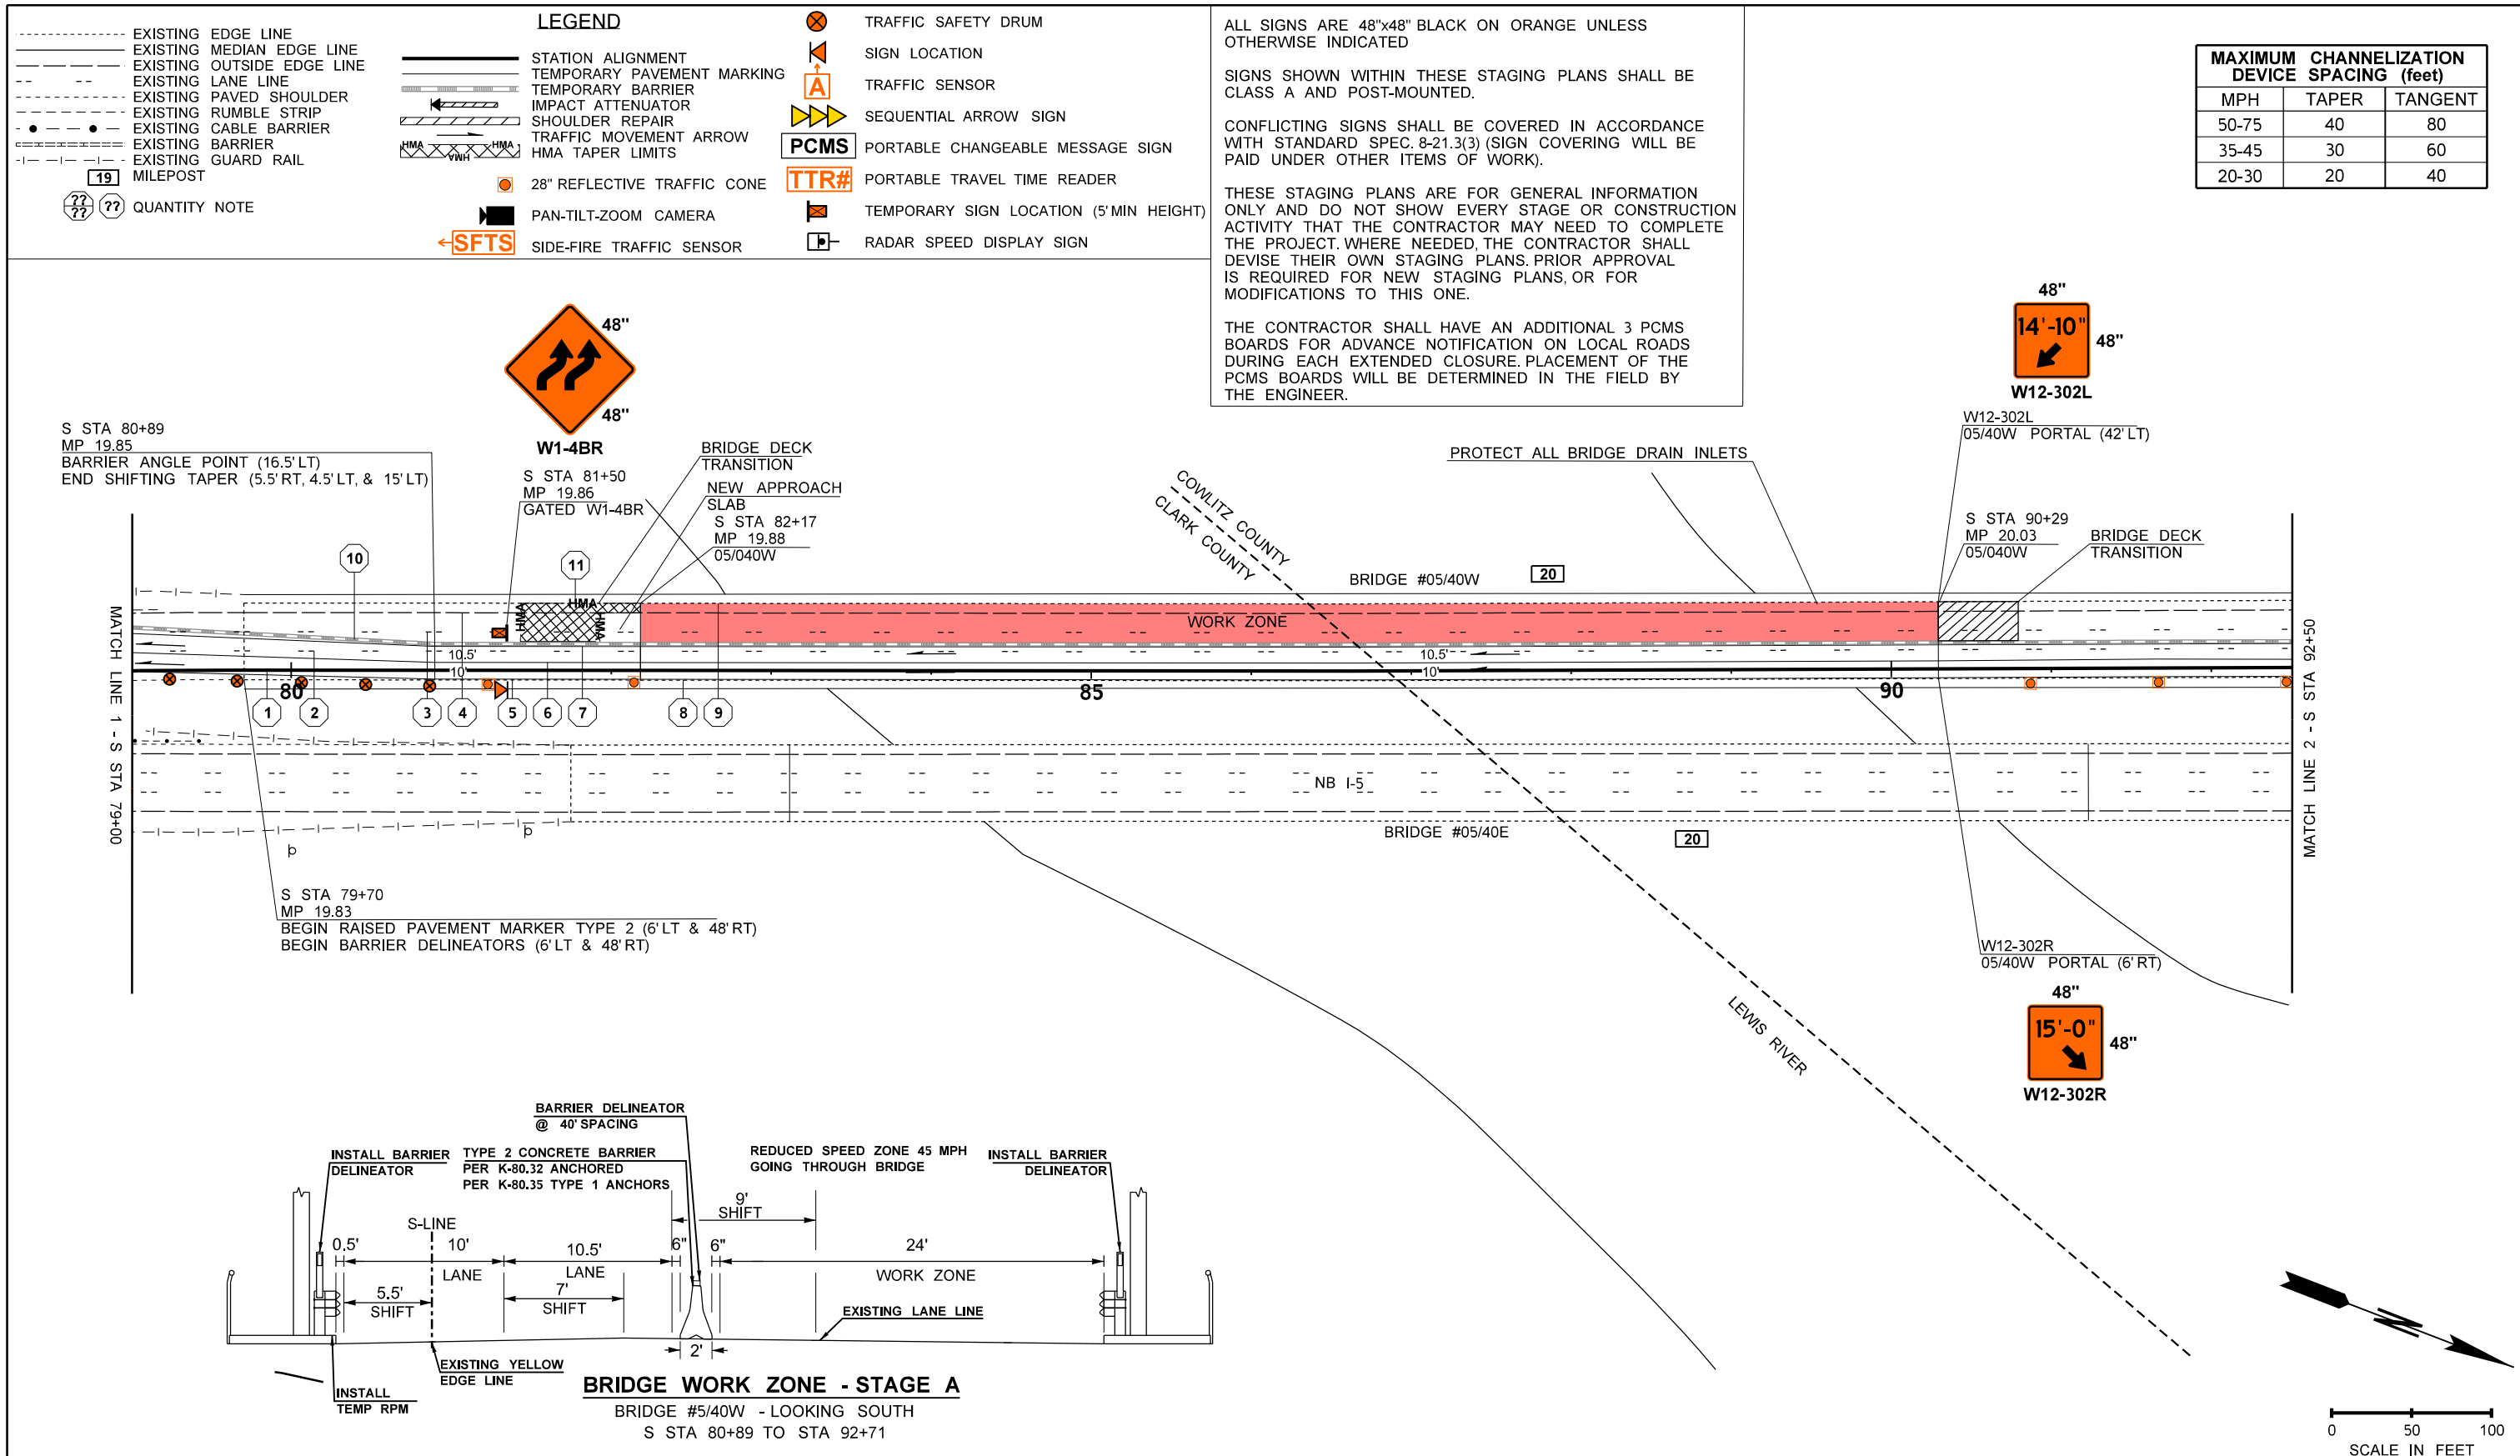 LEGEND
EXISTING EDGE LINE
EXISTING MEDIAN EDGE LINE
EXISTING OUTSIDE EDGE LINE
EXISTING LANE LINE
EXISTING PAVED SHOULDER
EXISTING RUMBLE STRIP
EXISTING CABLE BARRIER
EXISTING BARRIER
EXISTING GUARD RAIL
19 MILEPOST
??
??
?? QUANTITY NOTE
STATION ALIGNMENT
TEMPORARY PAVEMENT MARKING
TEMPORARY BARRIER
IMPACT ATTENUATOR
SHOULDER REPAIR
TRAFFIC MOVEMENT ARROW
HMA HMA HMA HMA TAPER LIMITS
28" REFLECTIVE TRAFFIC CONE
PAN-TILT-ZOOM CAMERA
SFTS SIDE-FIRE TRAFFIC SENSOR
TRAFFIC SAFETY DRUM
SIGN LOCATION
A TRAFFIC SENSOR
SEQUENTIAL ARROW SIGN
PCMS PORTABLE CHANGEABLE MESSAGE SIGN
TTR# PORTABLE TRAVEL TIME READER
TEMPORARY SIGN LOCATION (5' MIN HEIGHT)
RADAR SPEED DISPLAY SIGN
ALL SIGNS ARE 48"x48" BLACK ON ORANGE UNLESS
OTHERWISE INDICATED
SIGNS SHOWN WITHIN THESE STAGING PLANS SHALL BE
CLASS A AND POST-MOUNTED.
CONFLICTING SIGNS SHALL BE COVERED IN ACCORDANCE
WITH STANDARD SPEC. 8-21.3(3) (SIGN COVERING WILL BE
PAID UNDER OTHER ITEMS OF WORK).
THESE STAGING PLANS ARE FOR GENERAL INFORMATION
ONLY AND DO NOT SHOW EVERY STAGE OR CONSTRUCTION
ACTIVITY THAT THE CONTRACTOR MAY NEED TO COMPLETE
THE PROJECT. WHERE NEEDED, THE CONTRACTOR SHALL
DEVISE THEIR OWN STAGING PLANS. PRIOR APPROVAL
IS REQUIRED FOR NEW STAGING PLANS, OR FOR
MODIFICATIONS TO THIS ONE.
THE CONTRACTOR SHALL HAVE AN ADDITIONAL 3 PCMS
BOARDS FOR ADVANCE NOTIFICATION ON LOCAL ROADS
DURING EACH EXTENDED CLOSURE. PLACEMENT OF THE
PCMS BOARDS WILL BE DETERMINED IN THE FIELD BY
THE ENGINEER.
MAXIMUM CHANNELIZATION
DEVICE SPACING (feet)
MPH TAPER TANGENT
50-75 40 80
35-45 30 60
20-30 20 40
48"
48"
W1-4BR
48"
14'-10"
48"
W12-302L
S STA 80+89
MP 19.85
BARRIER ANGLE POINT (16.5' LT)
END SHIFTING TAPER (5.5' RT, 4.5' LT, & 15' LT)
S STA 81+50
MP 19.86
GATED W1-4BR
BRIDGE DECK
TRANSITION
NEW APPROACH
SLAB
S STA 82+17
MP 19.88
05/040W
COWLITZ COUNTY
CLARK COUNTY
PROTECT ALL BRIDGE DRAIN INLETS
W12-302L
05/40W PORTAL (42' LT)
S STA 90+29
MP 20.03
05/040W
BRIDGE DECK
TRANSITION
10
11
BRIDGE #05/40W
20
HMA
HMA
HMA
WORK ZONE
10.5'
10'
10.5'
10'
80
85
90
1 2 3 4 5 6 7 8 9
MATCH LINE 1 - S STA 79+00
MATCH LINE 2 - S STA 92+50
NB I-5
BRIDGE #05/40E
20
S STA 79+70
MP 19.83
BEGIN RAISED PAVEMENT MARKER TYPE 2 (6' LT & 48' RT)
BEGIN BARRIER DELINEATORS (6' LT & 48' RT)
W12-302R
05/40W PORTAL (6' RT)
48"
15'-0"
48"
W12-302R
LEWIS RIVER
BARRIER DELINEATOR
@ 40' SPACING
INSTALL BARRIER
DELINEATOR
TYPE 2 CONCRETE BARRIER
PER K-80.32 ANCHORED
PER K-80.35 TYPE 1 ANCHORS
REDUCED SPEED ZONE 45 MPH
GOING THROUGH BRIDGE
INSTALL BARRIER
DELINEATOR
9'
SHIFT
S-LINE
0.5' 10' 10.5' 6" 6" 24'
LANE LANE WORK ZONE
5.5'
SHIFT
7'
SHIFT
EXISTING LANE LINE
2'
EXISTING YELLOW
EDGE LINE
INSTALL
TEMP RPM
BRIDGE WORK ZONE - STAGE A
BRIDGE #5/40W - LOOKING SOUTH
S STA 80+89 TO STA 92+71
N
0 50 100
SCALE IN FEET